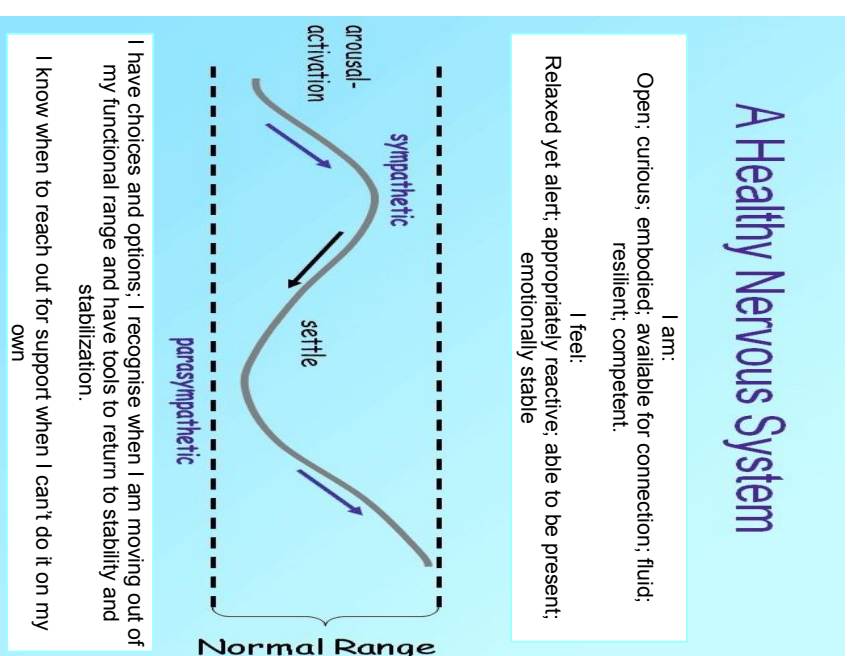 A Healthy Nervous System
I am:
Open; curious; embodied; available for connection; fluid;
resilient; competent.
I feel:
Relaxed yet alert; appropriately reactive; able to be present;
emotionally stable
sympathetic
arousal-
activation
settle
parasympathetic
Normal Range
I have choices and options; I recognise when I am moving out of
my functional range and have tools to return to stability and
stabilization.
I know when to reach out for support when I can't do it on my
own